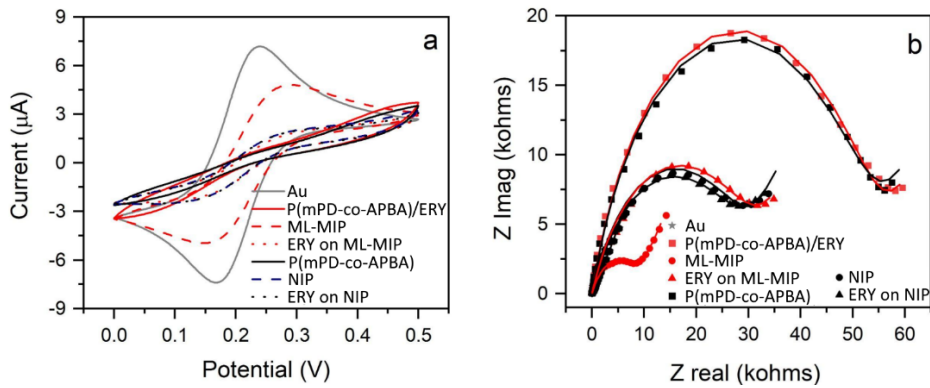 a
Current (μA)
9
6
3
0
-3
-6
-9
Au
P(mPD-co-APBA)/ERY
ML-MIP
ERY on ML-MIP
P(mPD-co-APBA)
NIP
ERY on NIP
0.0 0.1 0.2 0.3 0.4 0.5
Potential (V)
b
Z Imag (kohms)
20
15
10
5
0
Au
P(mPD-co-APBA)/ERY
ML-MIP
ERY on ML-MIP NIP
P(mPD-co-APBA) ERY on NIP
0 10 20 30 40 50 60
Z real (kohms)